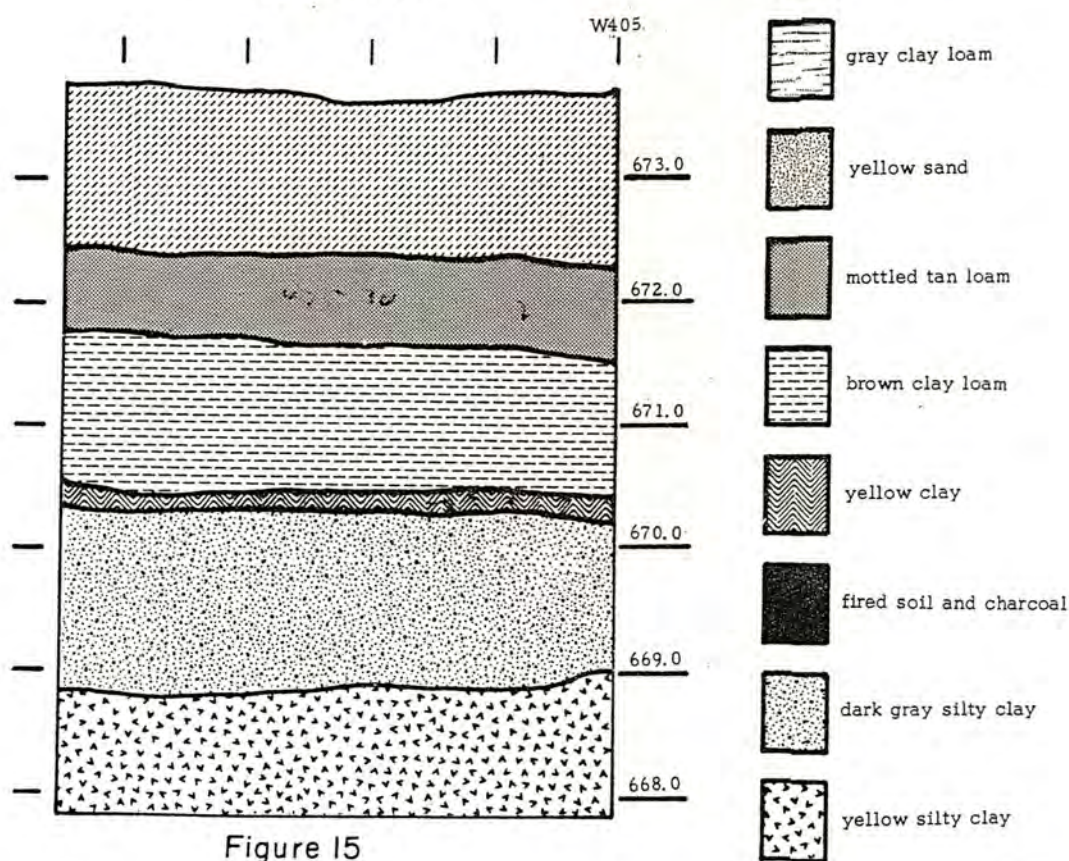 W405
gray clay loam
673.0
yellow sand
672.0
mottled tan loam
671.0
brown clay loam
670.0
yellow clay
669.0
fired soil and charcoal
668.0
dark gray silty clay
yellow silty clay
Figure 15